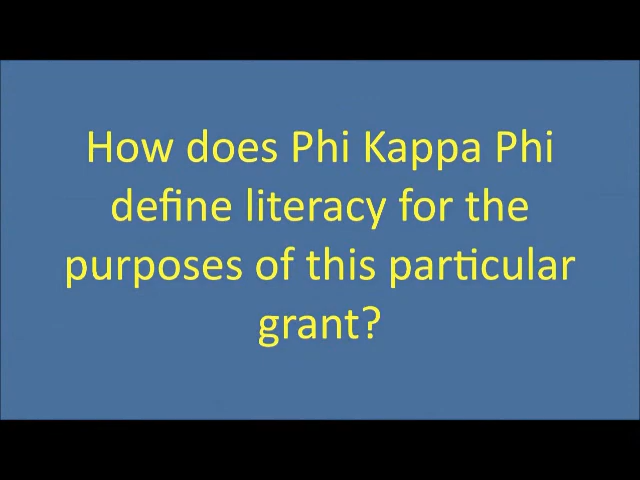 How does Phi Kappa Phi
define literacy for the
purposes of this particular
grant?